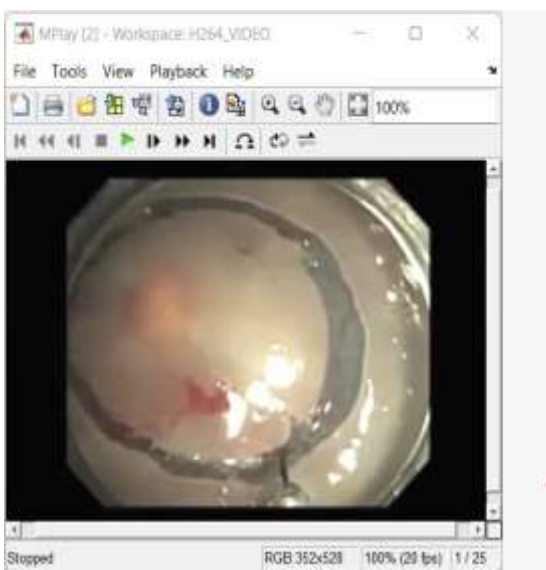 MPlay [2] - Workspace: H264_VIDEO
File Tools View Playback Help
100%
Stopped RGB 352x528 100% (20 fps) 1 / 25